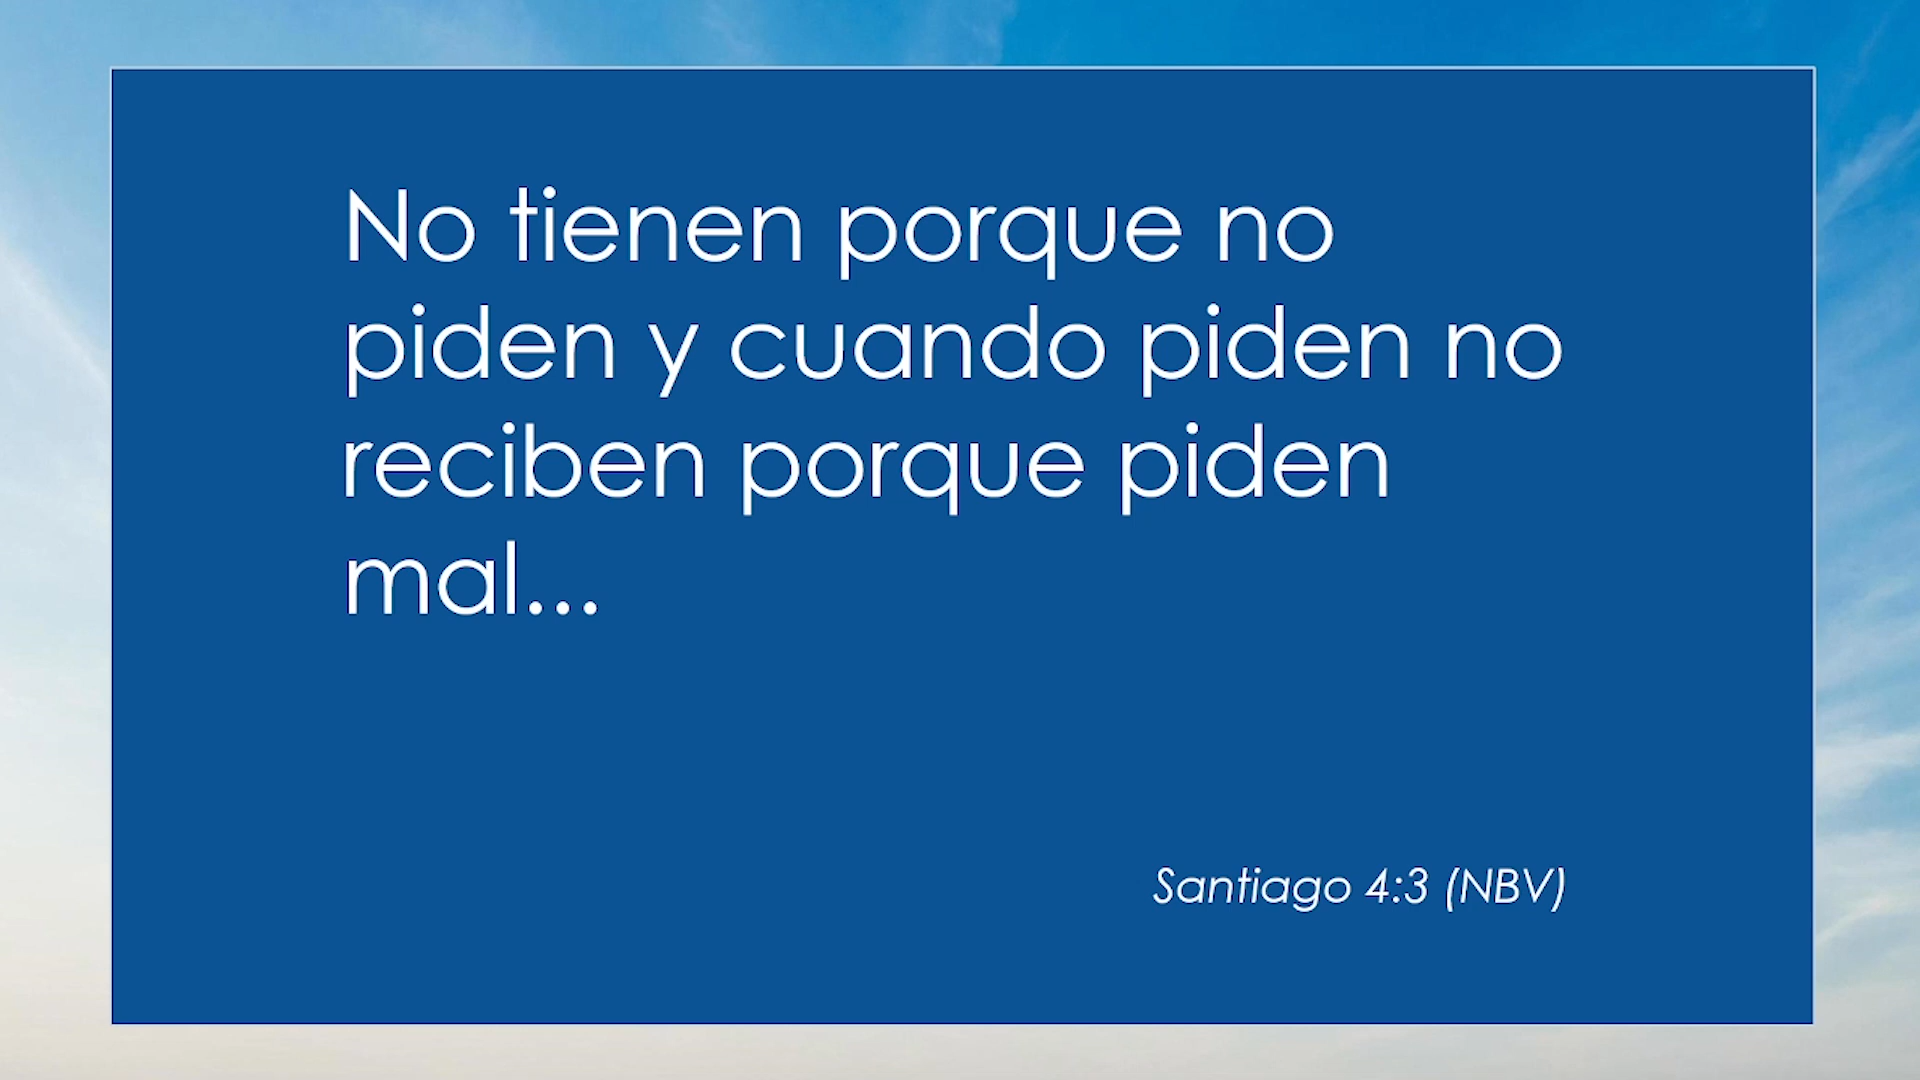 No tienen porque no
piden y cuando piden no
reciben porque piden
mal...
Santiago 4:3 (NBV)